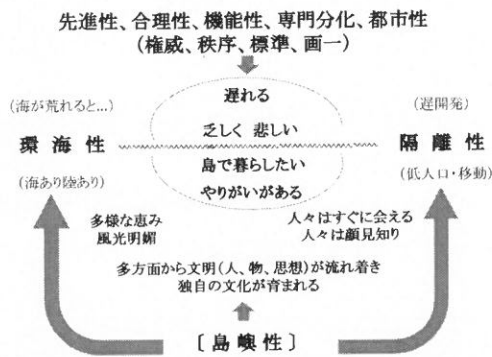 先進性、合理性、機能性、専門分化、都市性
(権威、秩序、標準、画一)
遅れる
(海が荒れると...)
(遅開発)
乏しく 悲しい
環海性
隔離性
島で暮らしたい
(海あり陸あり)
(低人口・移動)
やりがいがある
多様な恵み
風光明媚
人々はすぐに会える
人々は顔見知り
多方面から文明(人、物、思想)が流れ着き
独自の文化が育まれる
[島嶼性]